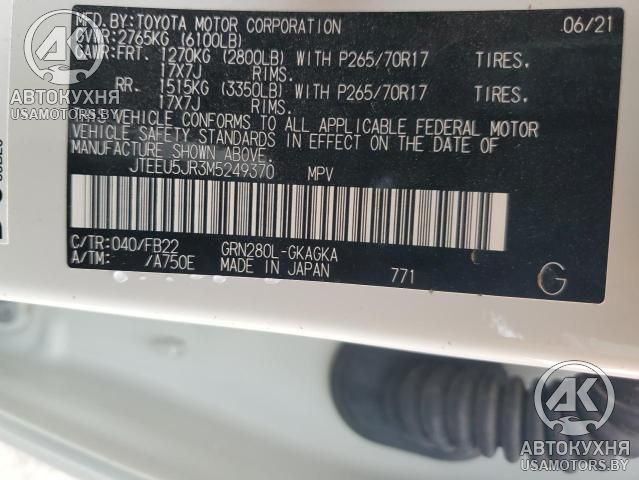 MFD. BY: TOYOTA MOTOR CORPORATION 06/21
GVWR: 2765KG (6100LB)
GAWR: FRT. 1270KG (2800LB) WITH P265/70R17 TIRES.
17X7J RIMS.
RR. 1515KG (3350LB) WITH P265/70R17 TIRES.
17X7J RIMS.
THIS VEHICLE CONFORMS TO ALL APPLICABLE FEDERAL MOTOR
VEHICLE SAFETY STANDARDS IN EFFECT ON THE DATE OF
MANUFACTURE SHOWN ABOVE.
JTEEU5JR3M5249370 MPV
C/TR: 040/FB22 GRN280L-GKAGKA
A/TM: /A750E MADE IN JAPAN 771 G
АК
АВТОКУХНЯ
USAMOTORS.BY
АК
АВТОКУХНЯ
USAMOTORS.BY